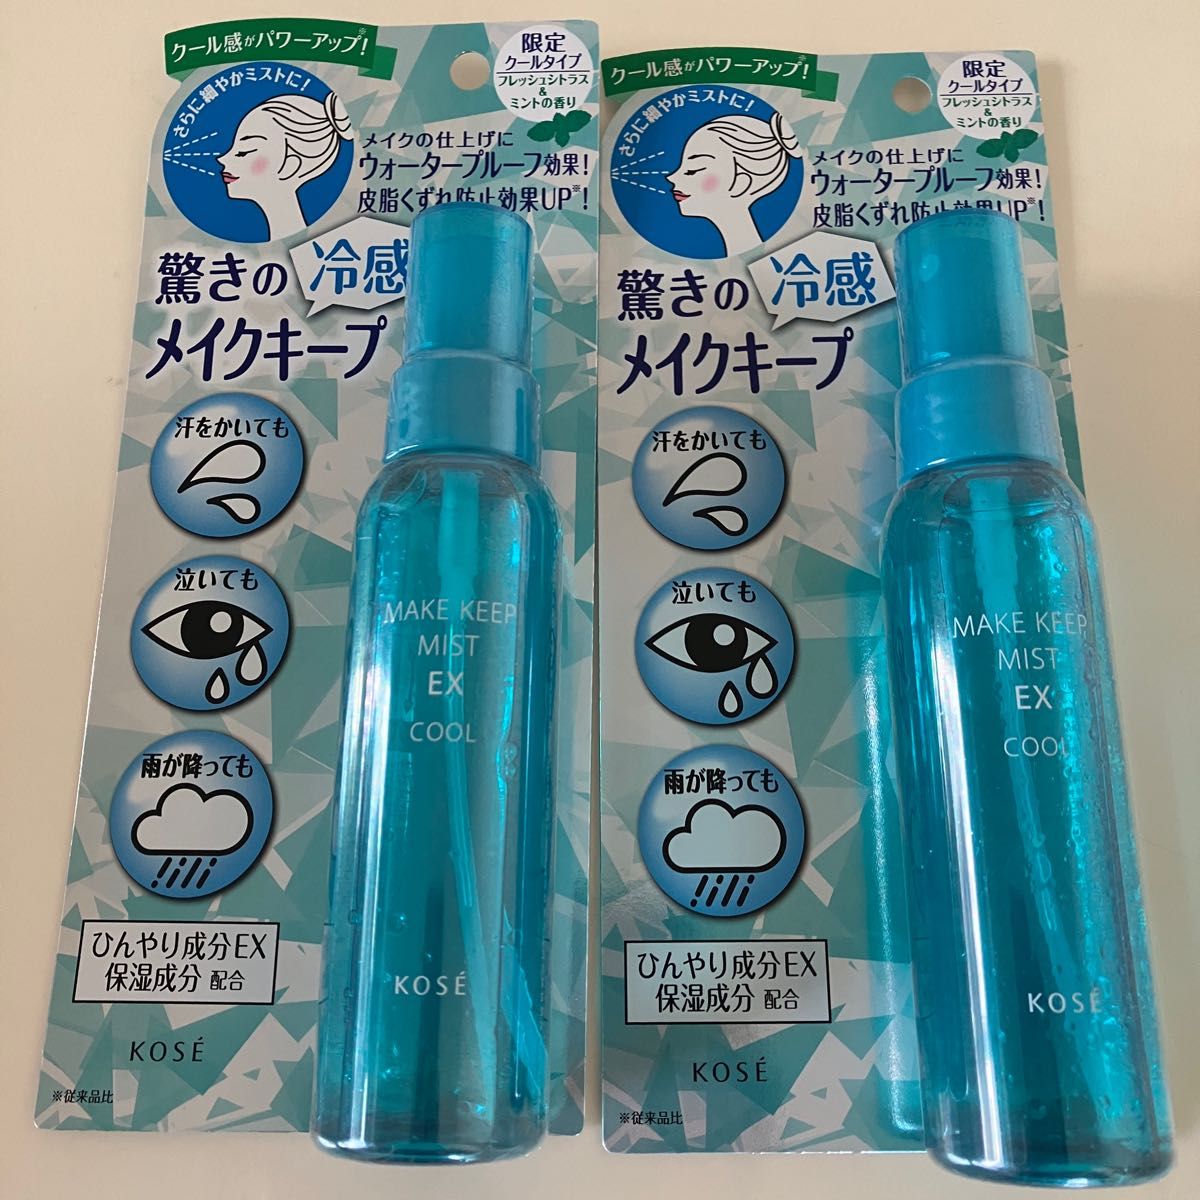 クール感がパワーアップ※!
さらに細やかミストに!
限定
クールタイプ
フレッシュシトラス
&
ミントの香り
メイクの仕上げに
ウォータープルーフ効果!
皮脂くずれ防止効果UP※!
驚きの
冷感
メイクキープ
汗をかいても
泣いても
雨が降っても
ひんやり成分EX
保湿成分 配合
KOSÉ
※従来品比
MAKE KEEP
MIST
EX
COOL
KOSÉ
クール感がパワーアップ※!
さらに細やかミストに!
限定
クールタイプ
フレッシュシトラス
&
ミントの香り
メイクの仕上げに
ウォータープルーフ効果!
皮脂くずれ防止効果UP※!
驚きの
冷感
メイクキープ
汗をかいても
泣いても
雨が降っても
ひんやり成分EX
保湿成分 配合
KOSÉ
※従来品比
MAKE KEEP
MIST
EX
COOL
KOSÉ